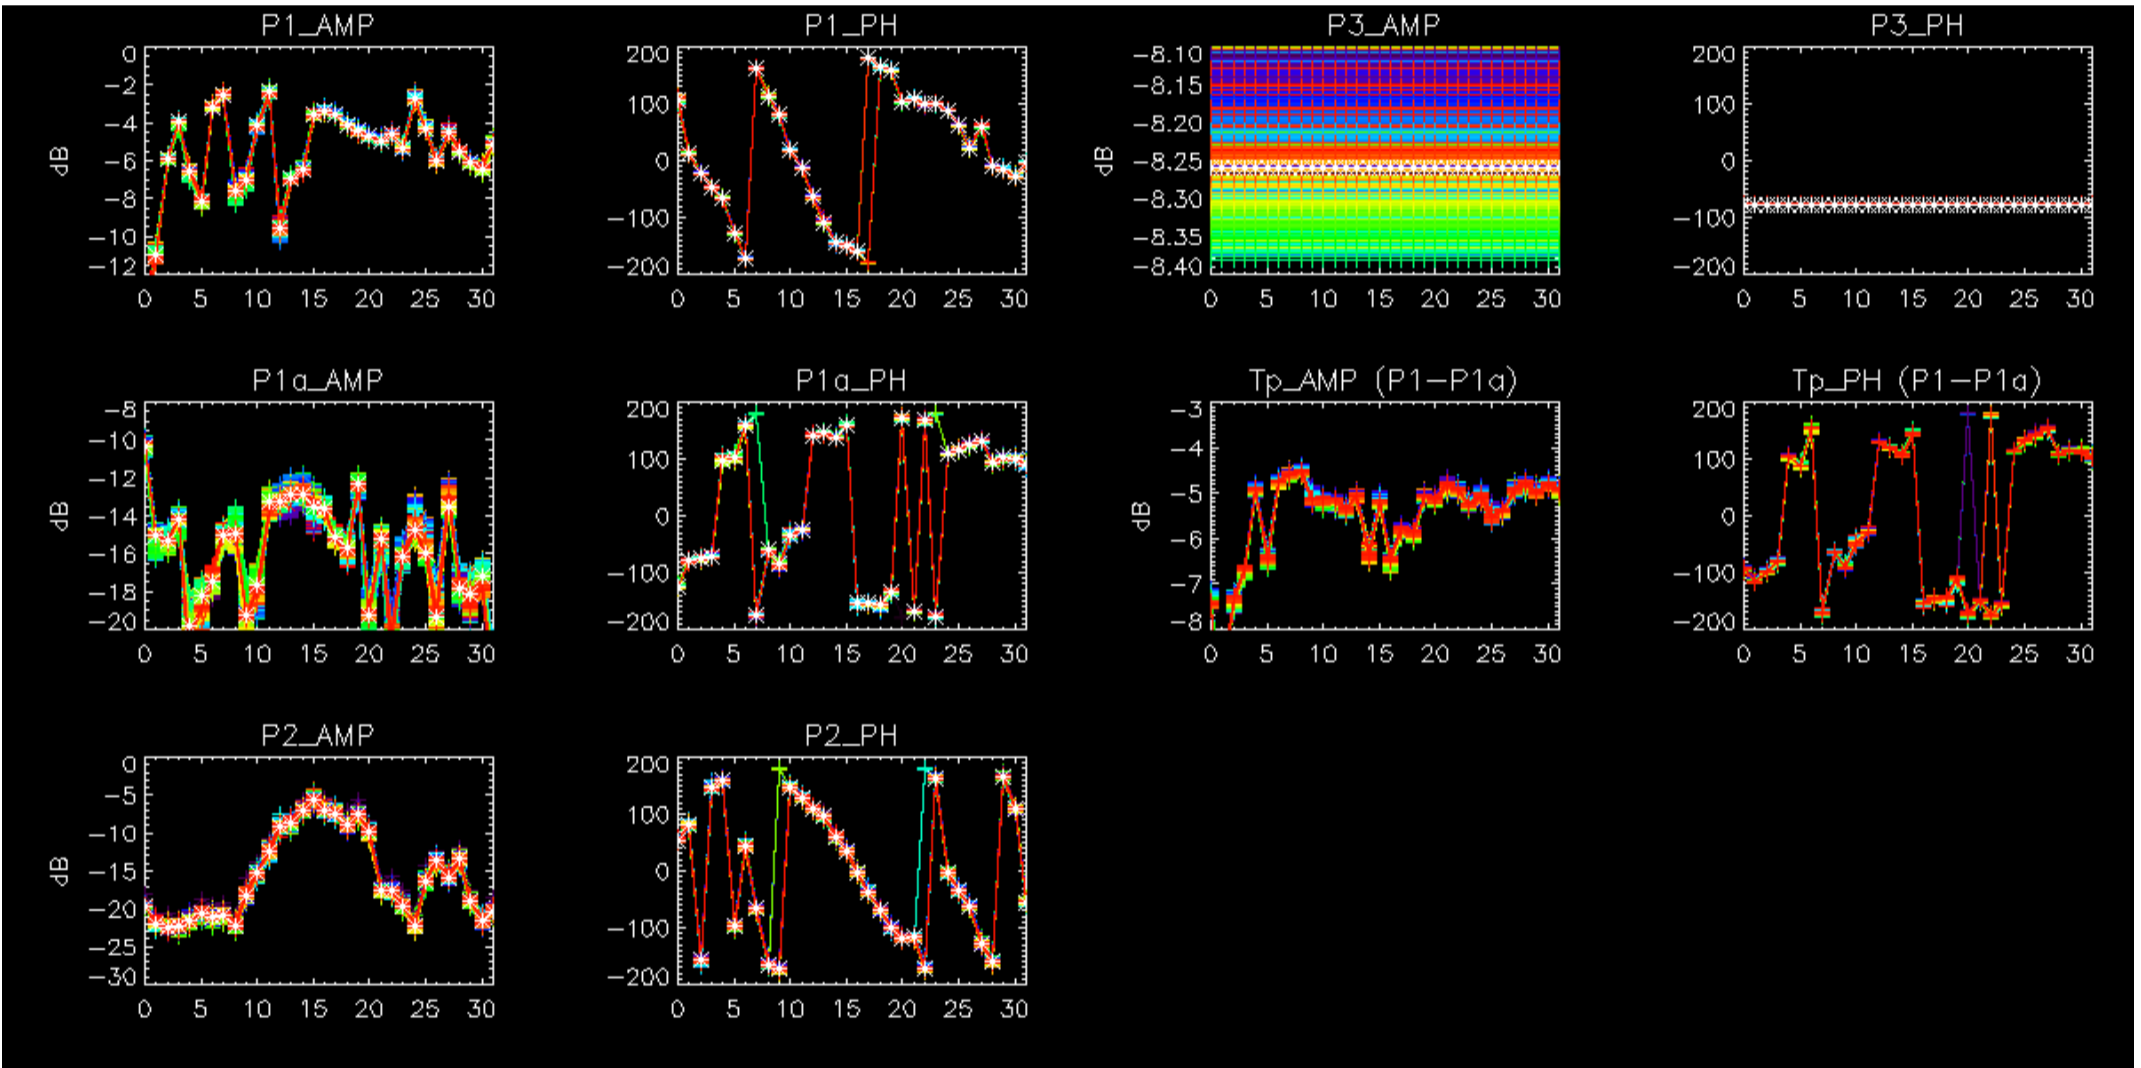 P1_AMP
P1_PH
P3_AMP
P3_PH
dB
0
−2
−4
−6
−8
−10
−12
0 5 10 15 20 25 30
200
100
0
−100
−200
0 5 10 15 20 25 30
dB
−8.10
−8.15
−8.20
−8.25
−8.30
−8.35
−8.40
0 5 10 15 20 25 30
200
100
0
−100
−200
0 5 10 15 20 25 30
P1a_AMP
P1a_PH
Tp_AMP (P1−P1a)
Tp_PH (P1−P1a)
dB
−8
−10
−12
−14
−16
−18
−20
0 5 10 15 20 25 30
200
100
0
−100
−200
0 5 10 15 20 25 30
dB
−3
−4
−5
−6
−7
−8
0 5 10 15 20 25 30
200
100
0
−100
−200
0 5 10 15 20 25 30
P2_AMP
P2_PH
dB
0
−5
−10
−15
−20
−25
−30
0 5 10 15 20 25 30
200
100
0
−100
−200
0 5 10 15 20 25 30